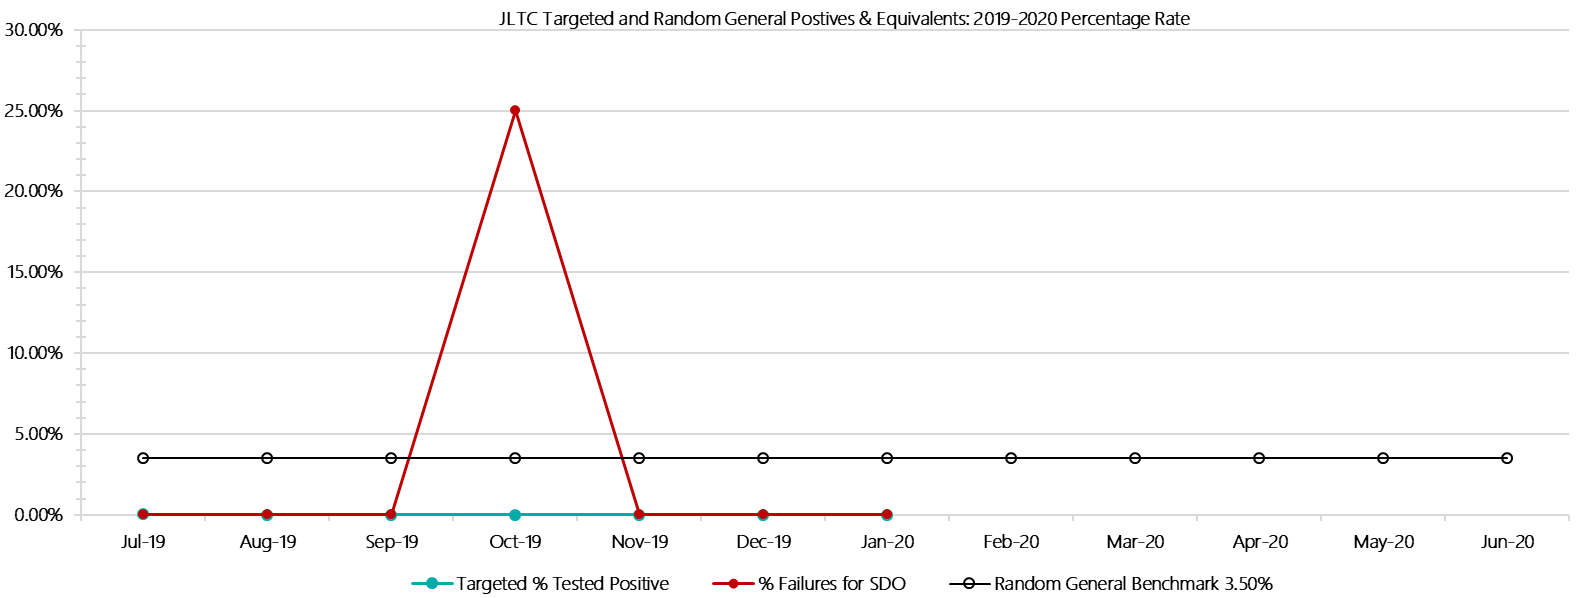 JLTC Targeted and Random General Postives & Equivalents: 2019-2020 Percentage Rate
30.00%
25.00%
20.00%
15.00%
10.00%
5.00%
0.00%
Jul-19 Aug-19 Sep-19 Oct-19 Nov-19 Dec-19 Jan-20 Feb-20 Mar-20 Apr-20 May-20 Jun-20
Targeted % Tested Positive % Failures for SDO Random General Benchmark 3.50%